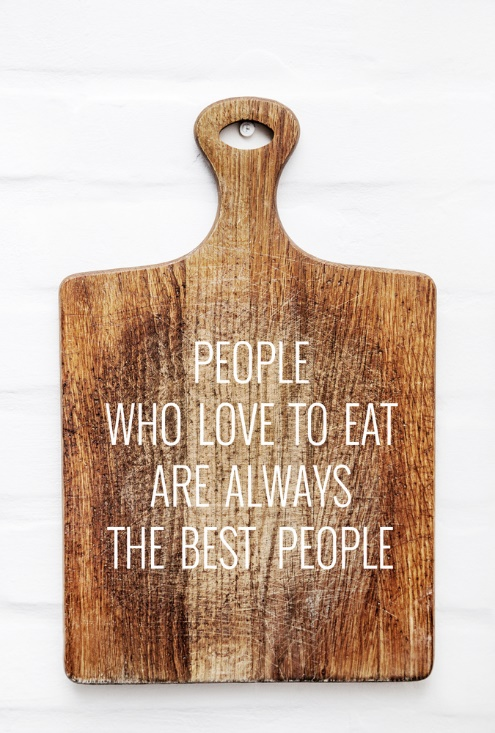 PEOPLE
WHO LOVE TO EAT
ARE ALWAYS
THE BEST PEOPLE